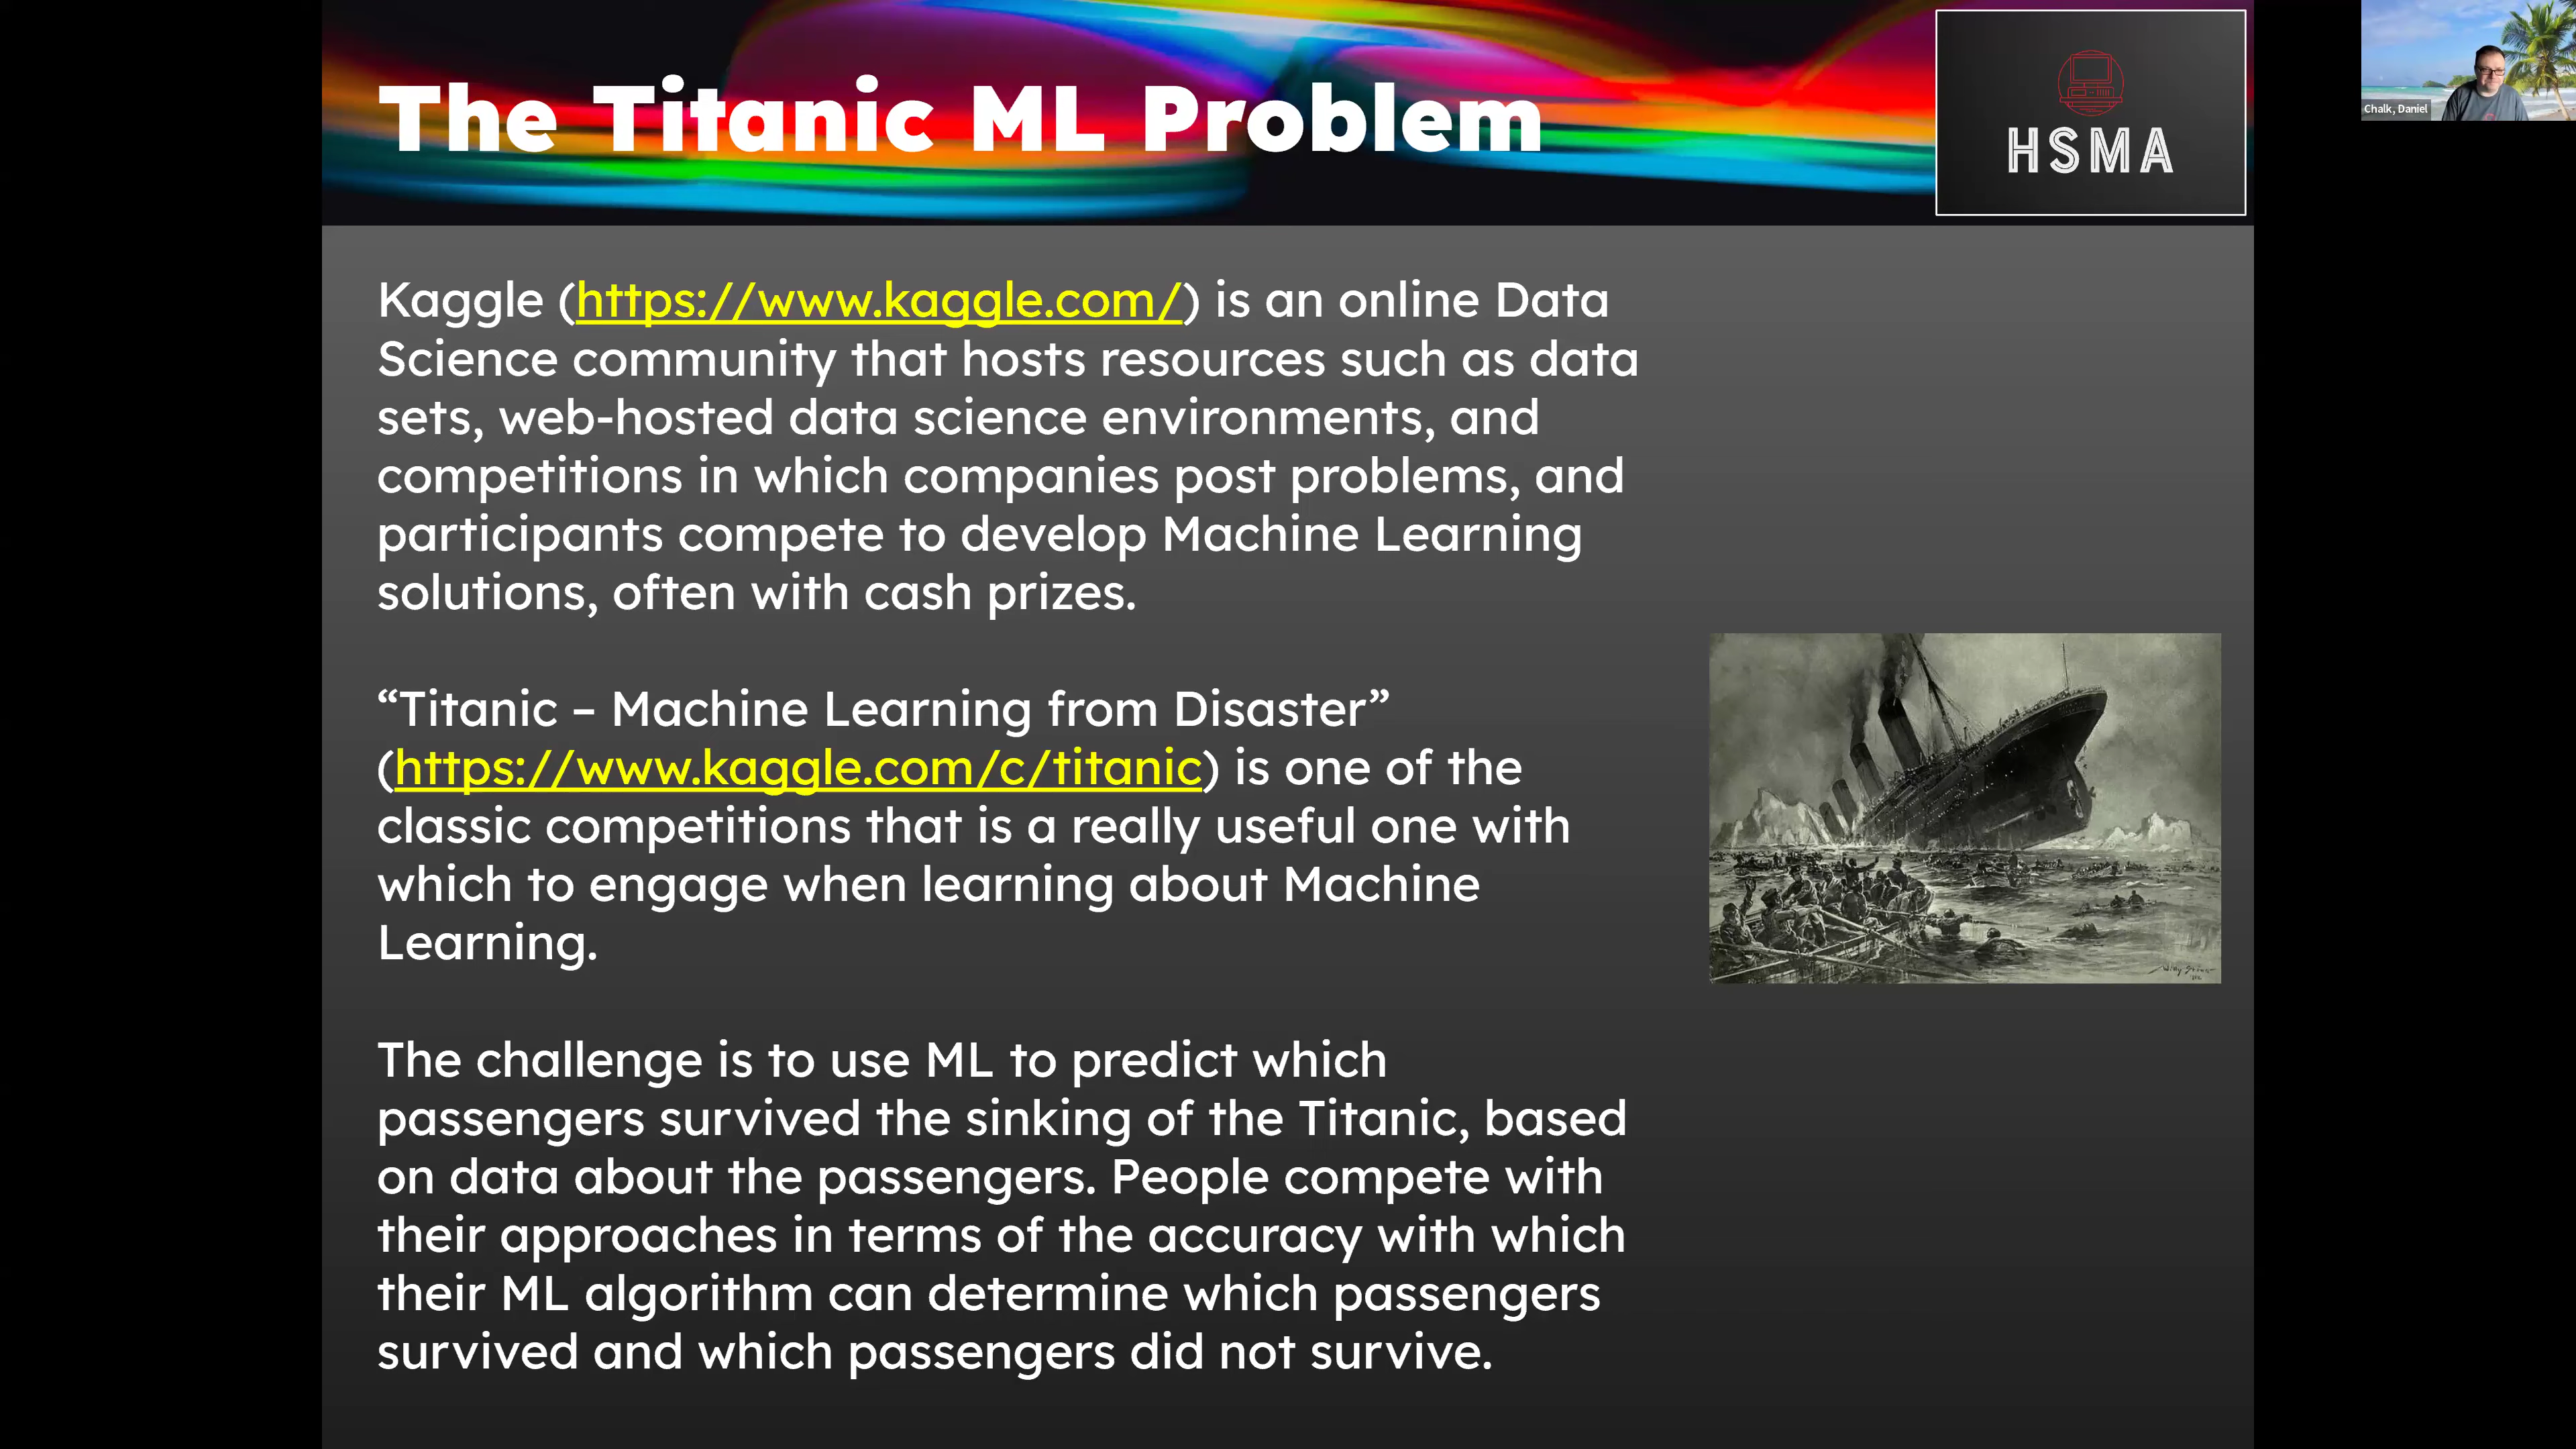 The Titanic ML Problem
HSMA
Chalk, Daniel
Kaggle (https://www.kaggle.com/) is an online Data
Science community that hosts resources such as data
sets, web-hosted data science environments, and
competitions in which companies post problems, and
participants compete to develop Machine Learning
solutions, often with cash prizes.
“Titanic – Machine Learning from Disaster”
(https://www.kaggle.com/c/titanic) is one of the
classic competitions that is a really useful one with
which to engage when learning about Machine
Learning.
The challenge is to use ML to predict which
passengers survived the sinking of the Titanic, based
on data about the passengers. People compete with
their approaches in terms of the accuracy with which
their ML algorithm can determine which passengers
survived and which passengers did not survive.